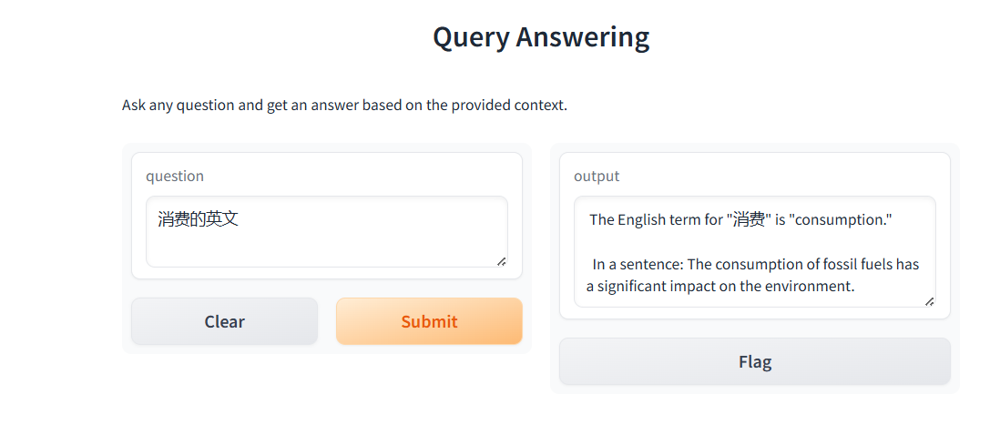 Query Answering
Ask any question and get an answer based on the provided context.
question
消费的英文
Clear
Submit
output
The English term for "消费" is "consumption."
In a sentence: The consumption of fossil fuels has
a significant impact on the environment.
Flag